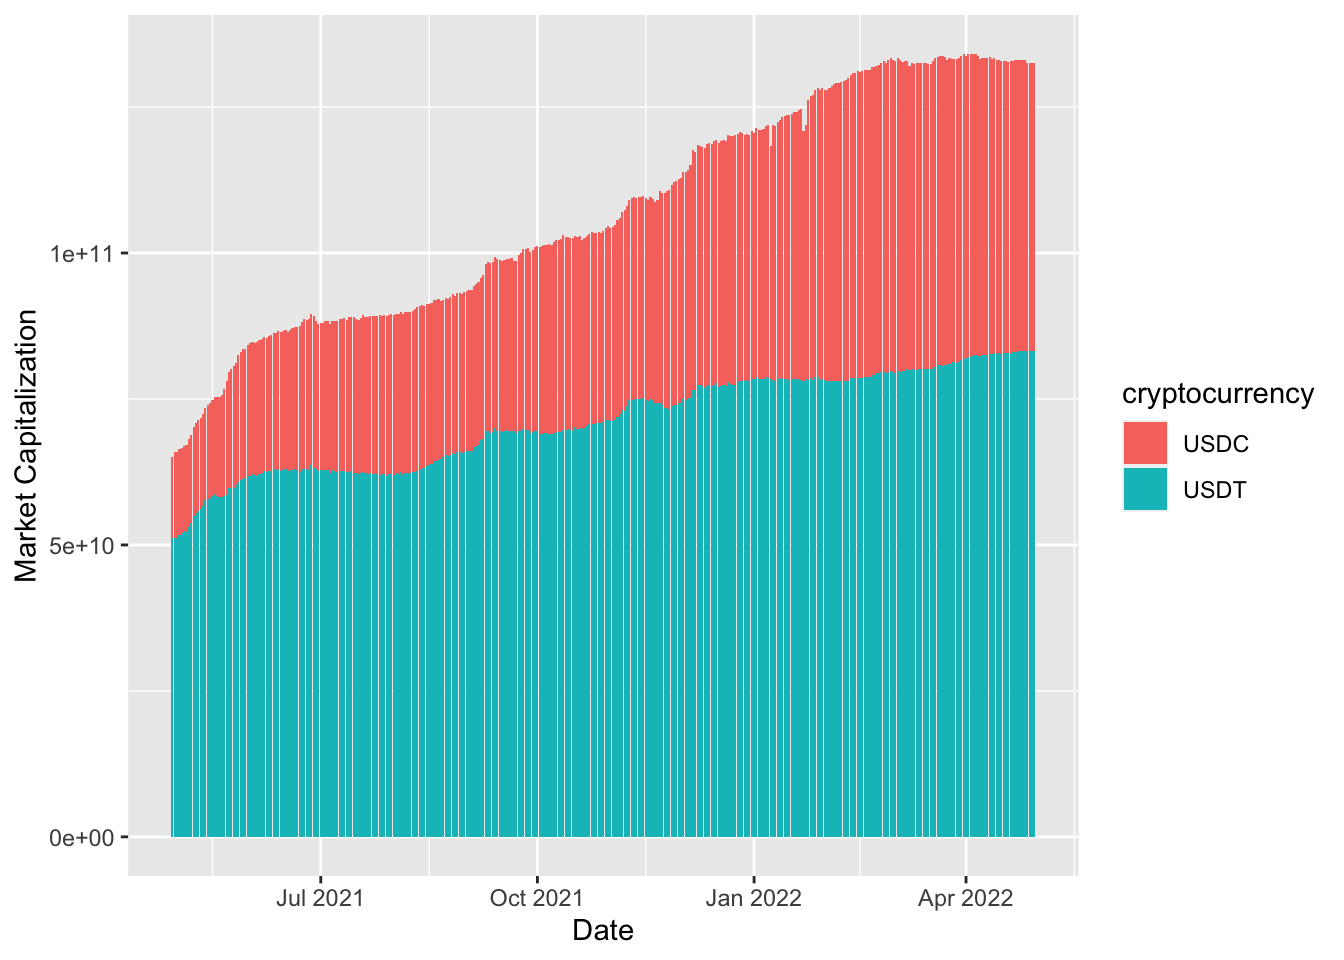 Market Capitalization
1e+11
5e+10
0e+00
Jul 2021
Oct 2021
Jan 2022
Apr 2022
Date
cryptocurrency
USDC
USDT